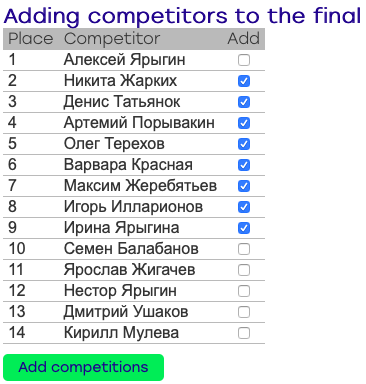 Adding competitors to the final
Place Competitor Add
1 Алексей Ярыгин
2 Никита Жарких
3 Денис Татьянок
4 Артемий Порывакин
5 Олег Терехов
6 Варвара Красная
7 Максим Жеребятьев
8 Игорь Илларионов
9 Ирина Ярыгина
10 Семен Балабанов
11 Ярослав Жигачев
12 Нестор Ярыгин
13 Дмитрий Ушаков
14 Кирилл Мулева
Add competitions